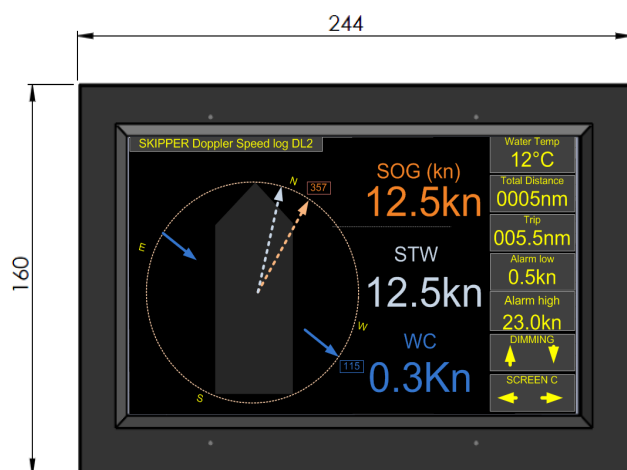 244
160
SKIPPER Doppler Speed log DL2
N
357
E
W
115
S
SOG (kn)
12.5kn
STW
12.5kn
WC
0.3Kn
Water Temp
12°C
Total Distance
0005nm
Trip
005.5nm
Alarm low
0.5kn
Alarm high
23.0kn
DIMMING
SCREEN C